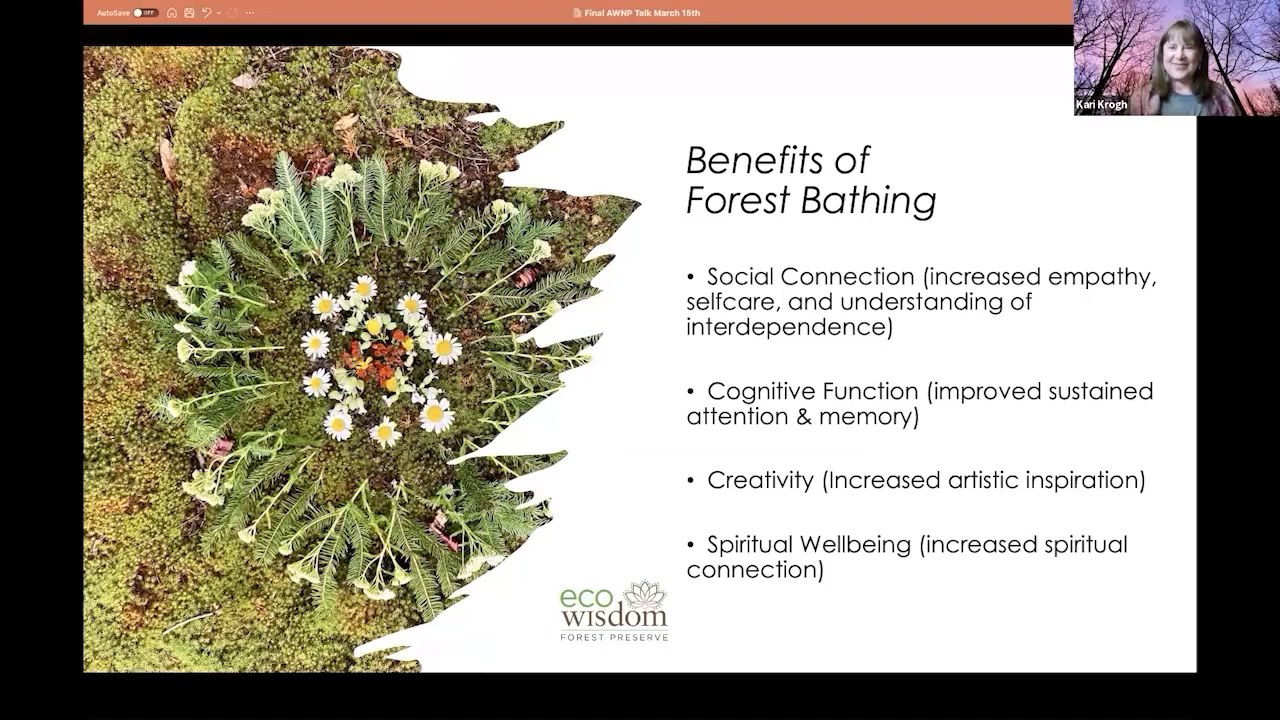 AutoSave OFF
Final AWNP Talk March 15th
Kari Krogh
Benefits of
Forest Bathing
• Social Connection (increased empathy,
selfcare, and understanding of
interdependence)
• Cognitive Function (improved sustained
attention & memory)
• Creativity (Increased artistic inspiration)
• Spiritual Wellbeing (increased spiritual
connection)
eco
wisdom
FOREST PRESERVE